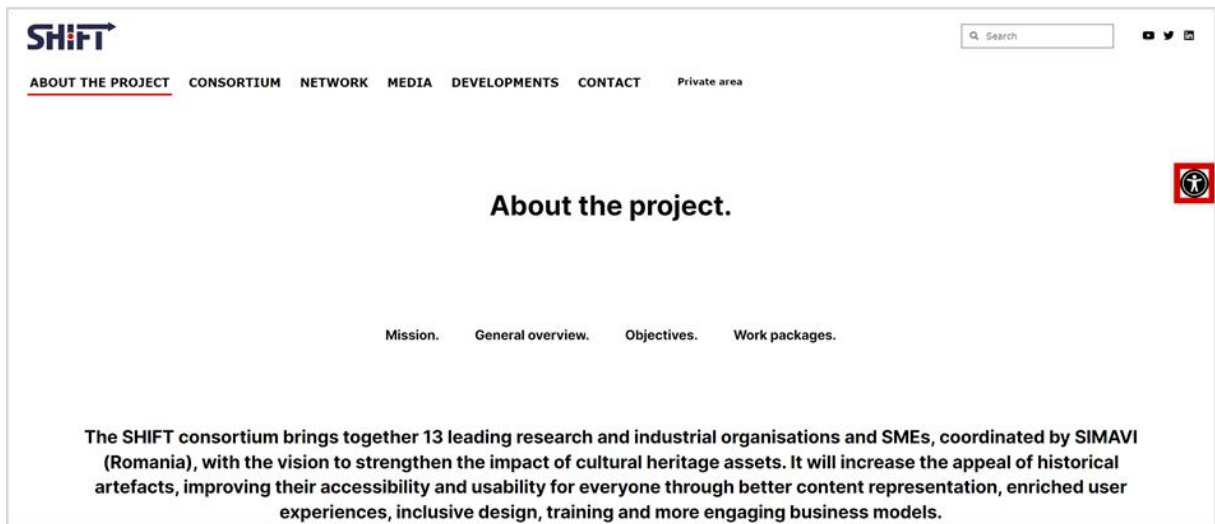 SHIFT
Search
ABOUT THE PROJECT CONSORTIUM NETWORK MEDIA DEVELOPMENTS CONTACT Private area
About the project.
Mission. General overview. Objectives. Work packages.
The SHIFT consortium brings together 13 leading research and industrial organisations and SMEs, coordinated by SIMAVI
(Romania), with the vision to strengthen the impact of cultural heritage assets. It will increase the appeal of historical
artefacts, improving their accessibility and usability for everyone through better content representation, enriched user
experiences, inclusive design, training and more engaging business models.